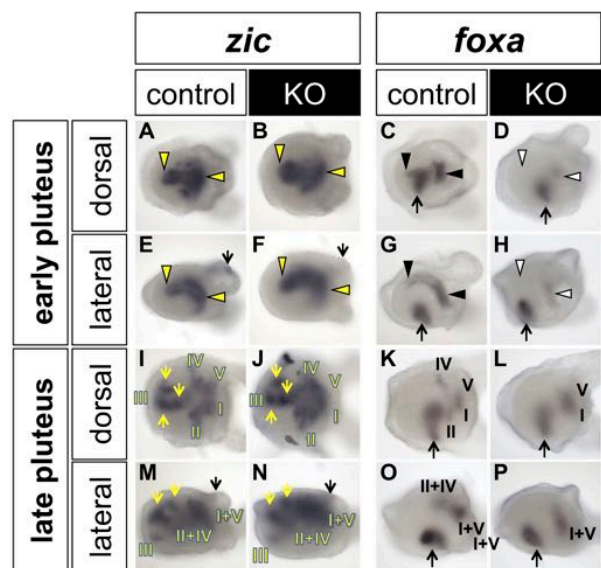 zic foxa
control KO control KO
early pluteus
dorsal
A B C D
lateral
E F G H
late pluteus
dorsal
I IV V III I II
J IV V III I II
K IV V I II
L V I
lateral
M I+V II+IV III
N I+V II+IV III
O II+IV I+V
P I+V I+V